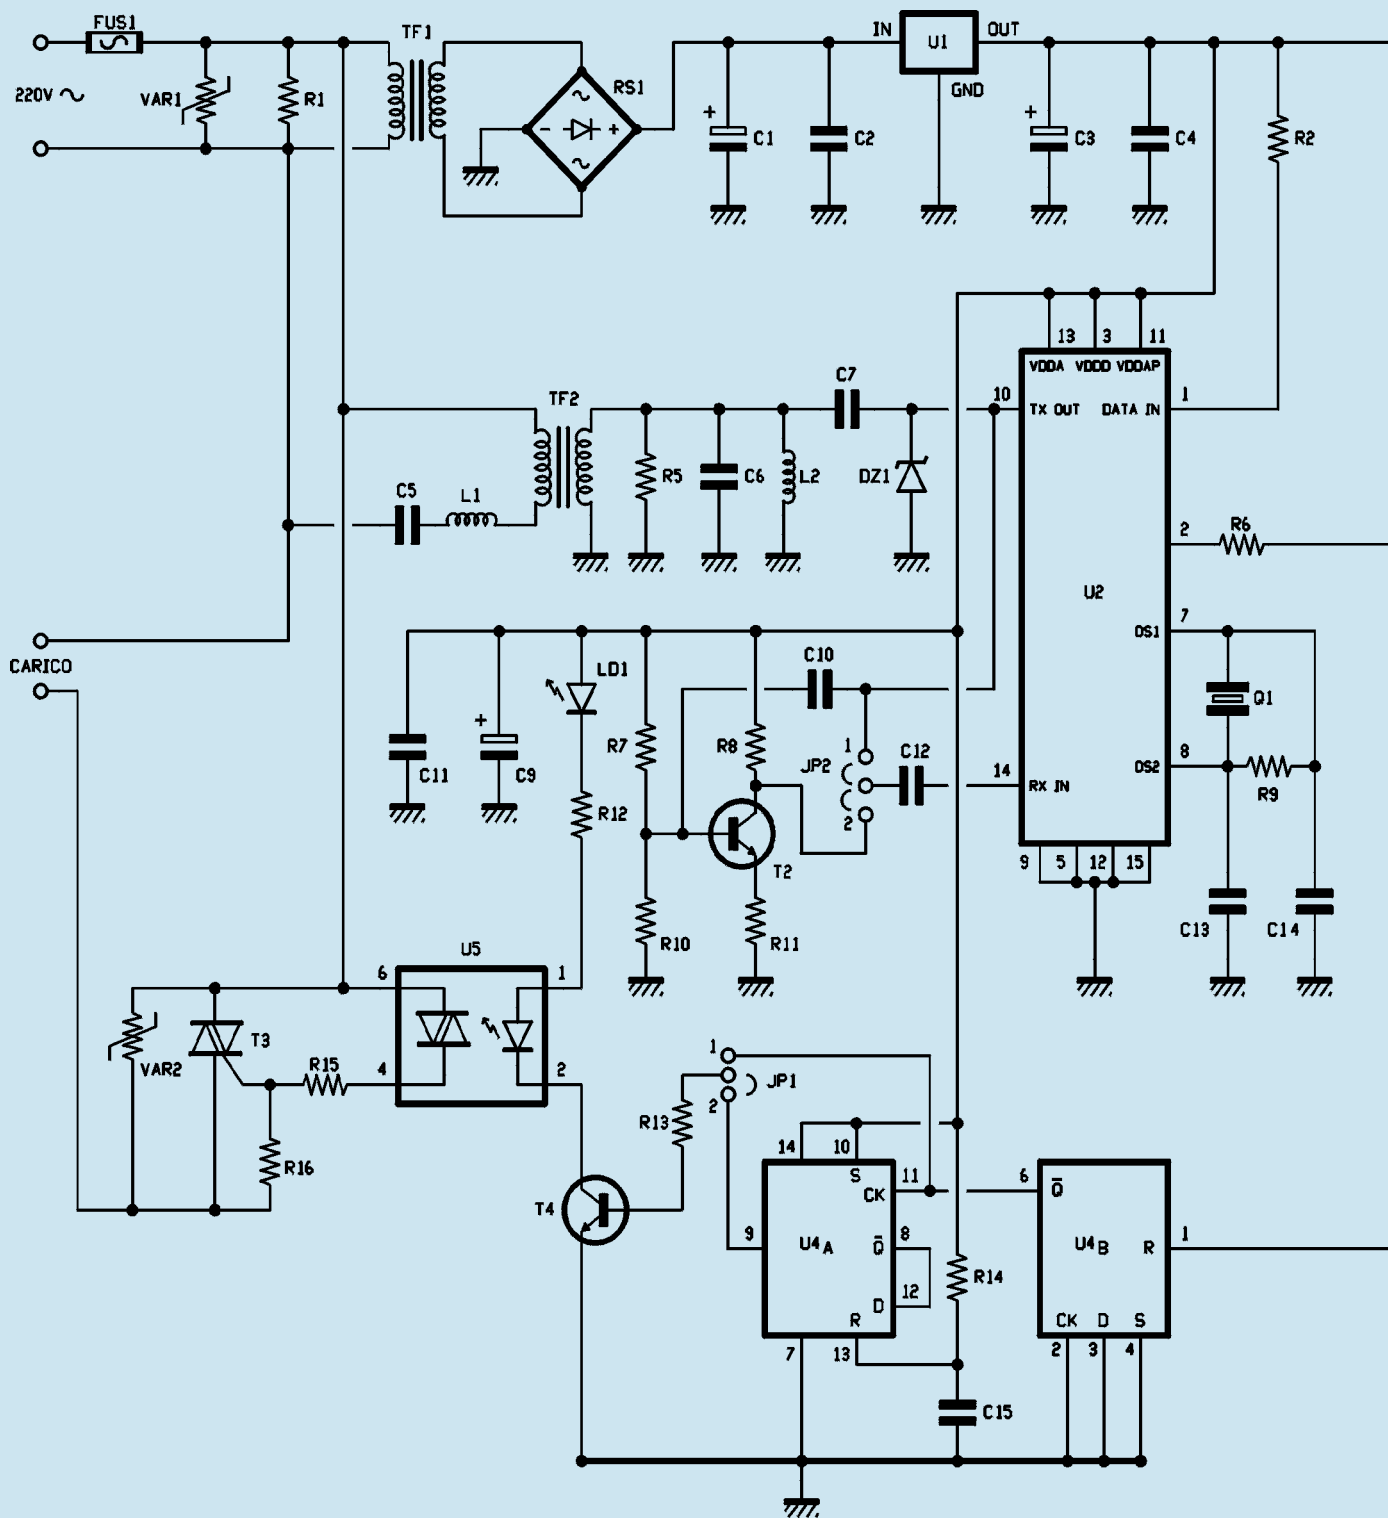 FUS1
TF1
IN
U1
OUT
220V
VAR1
R1
RS1
GND
~
- +
~
+
C1
C2
+
C3
C4
R2
13 3 11
VDDA VDDD VDDAP
C7
TF2
10
TX OUT
DATA IN
1
R5
C6
L2
DZ1
C5
L1
2
R6
U2
7
OS1
CARICO
LD1
C10
Q1
+
R7
R8
1
JP2
C12
C11
C9
8
OS2
14
RX IN
R9
R12
2
T2
9 5 12 15
R10
R11
C13
C14
U5
6
1
T3
VAR2
R15
4
2
1
JP1
2
R13
R16
14
10
S
11
CK
6
Q̅
T4
9
U4A
Q̅
8
U4B
R
1
R14
12
D
R
CK D S
7
13
2 3 4
C15